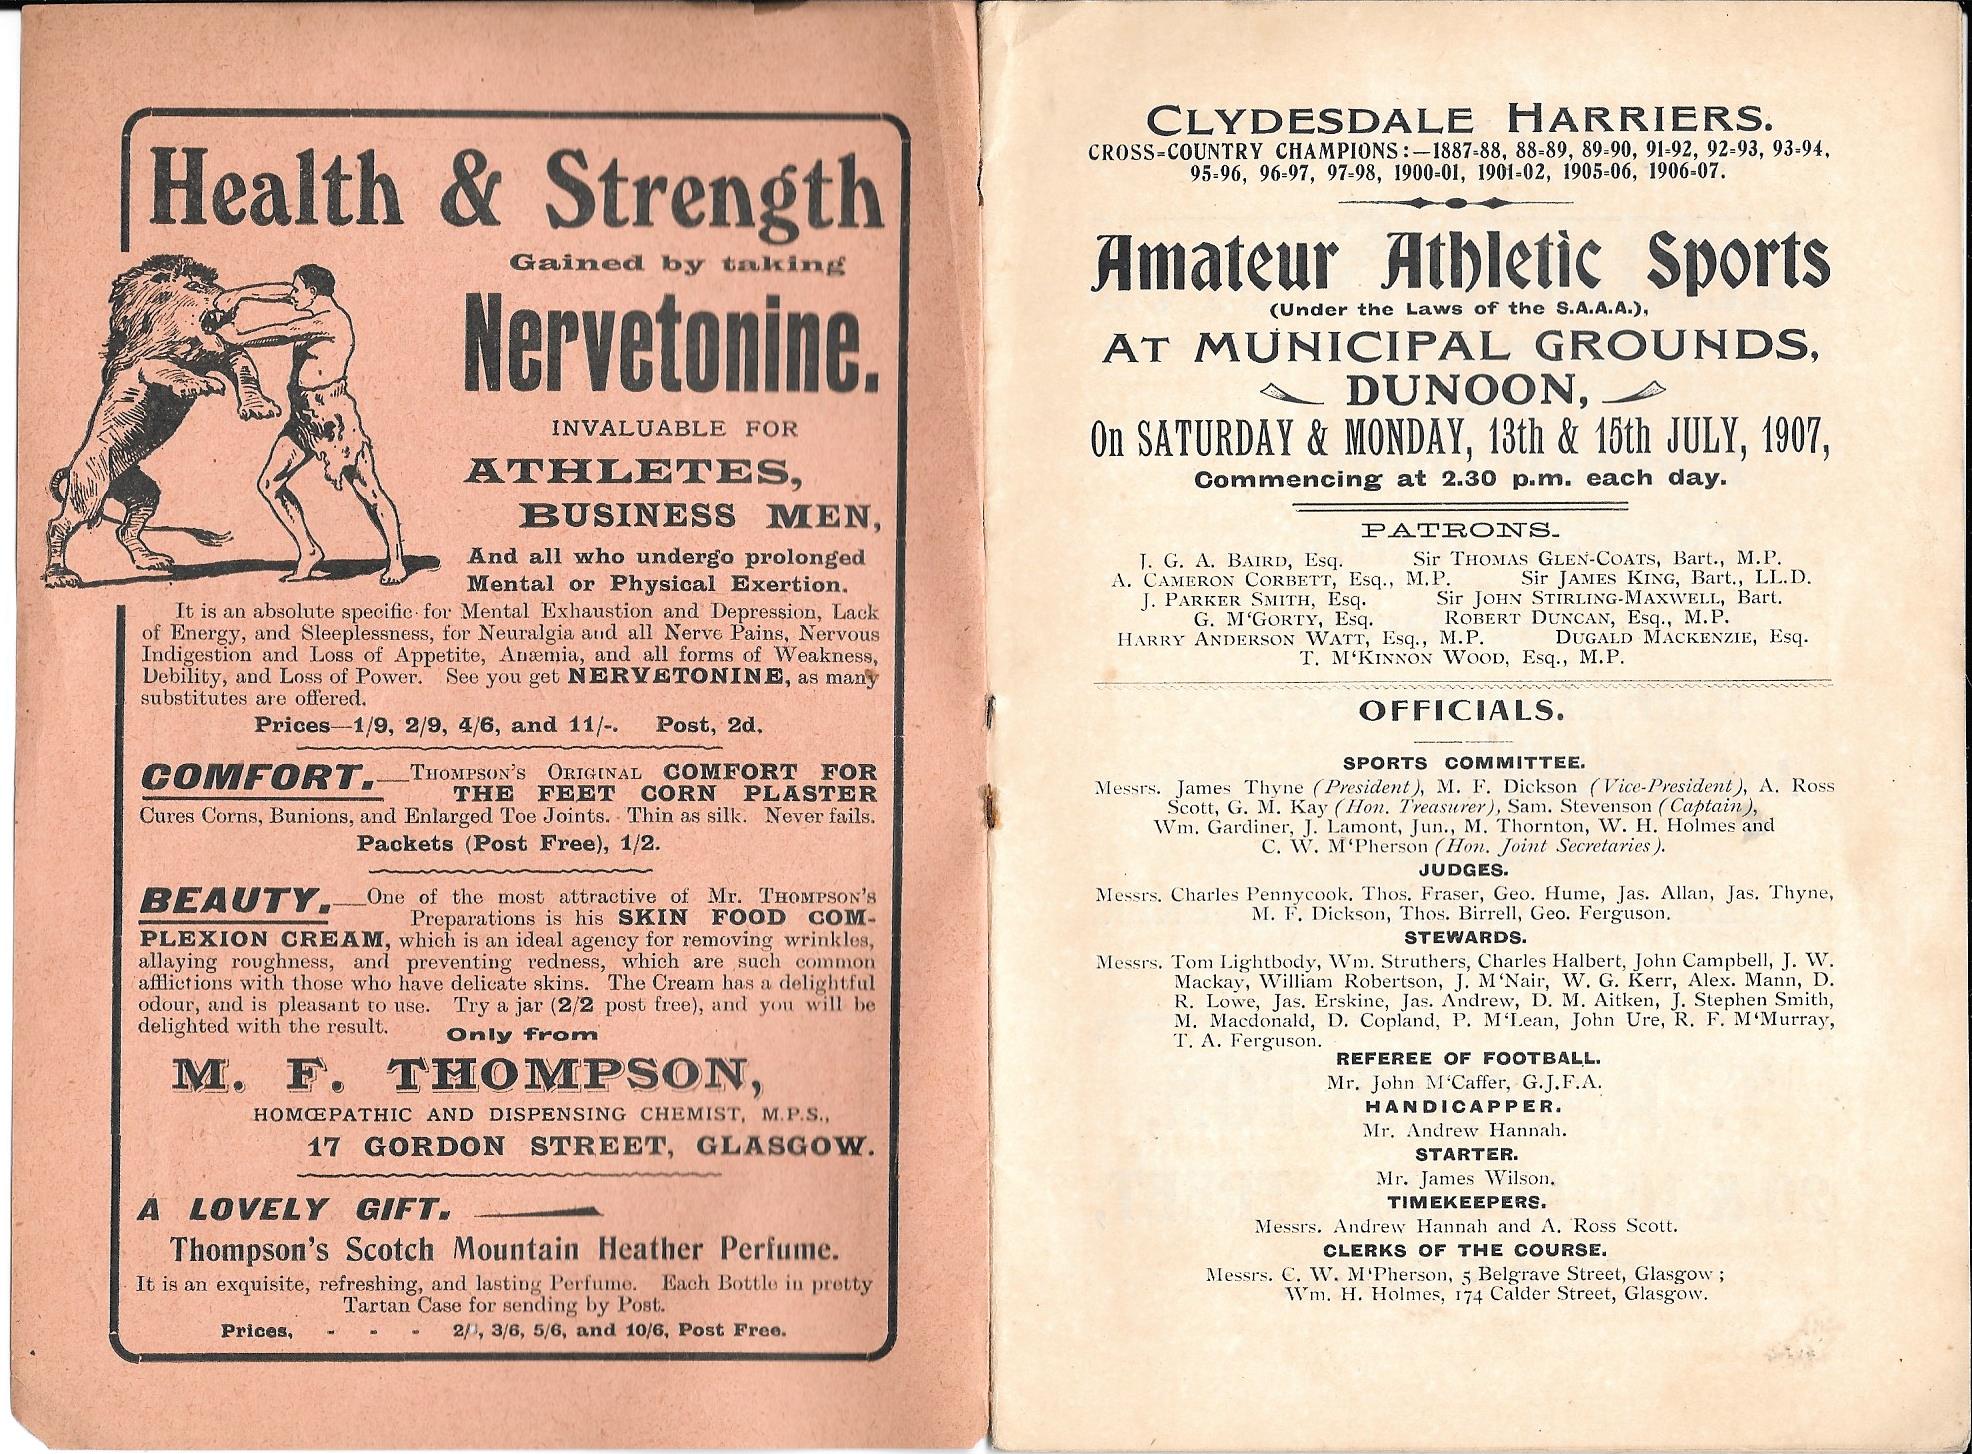 Health & Strength
Gained by taking
Nervetonine.
INVALUABLE FOR
ATHLETES,
BUSINESS MEN,
And all who undergo prolonged
Mental or Physical Exertion.
It is an absolute specific for Mental Exhaustion and Depression, Lack
of Energy, and Sleeplessness, for Neuralgia and all Nerve Pains, Nervous
Indigestion and Loss of Appetite, Anæmia, and all forms of Weakness,
Debility, and Loss of Power. See you get NERVETONINE, as many
substitutes are offered.
Prices—1/9, 2/9, 4/6, and 11/-. Post, 2d.
COMFORT.—THOMPSON'S ORIGINAL COMFORT FOR
THE FEET CORN PLASTER
Cures Corns, Bunions, and Enlarged Toe Joints. Thin as silk. Never fails.
Packets (Post Free), 1/2.
BEAUTY.—One of the most attractive of Mr. THOMPSON'S
Preparations is his SKIN FOOD COM-
PLEXION CREAM, which is an ideal agency for removing wrinkles,
allaying roughness, and preventing redness, which are such common
afflictions with those who have delicate skins. The Cream has a delightful
odour, and is pleasant to use. Try a jar (2/2 post free), and you will be
delighted with the result.
Only from
M. F. THOMPSON,
HOMŒPATHIC AND DISPENSING CHEMIST, M.P.S.,
17 GORDON STREET, GLASGOW.
A LOVELY GIFT.
Thompson's Scotch Mountain Heather Perfume.
It is an exquisite, refreshing, and lasting Perfume. Each Bottle in pretty
Tartan Case for sending by Post.
Prices, - - - 3/6, 5/6, and 10/6, Post Free.
CLYDESDALE HARRIERS.
CROSS-COUNTRY CHAMPIONS:—1887-88, 88-89, 89-90, 91-92, 92-93, 93-94,
95-96, 96-97, 97-98, 1900-01, 1901-02, 1905-06, 1906-07.
Amateur Athletic Sports
(Under the Laws of the S.A.A.A.),
AT MUNICIPAL GROUNDS,
DUNOON,
On SATURDAY & MONDAY, 13th & 15th JULY, 1907,
Commencing at 2.30 p.m. each day.
PATRONS.
J. G. A. BAIRD, Esq. Sir THOMAS GLEN-COATS, Bart., M.P.
A. CAMERON CORBETT, Esq., M.P. Sir JAMES KING, Bart., LL.D.
J. PARKER SMITH, Esq. Sir JOHN STIRLING-MAXWELL, Bart.
G. M'GORTY, Esq. ROBERT DUNCAN, Esq., M.P.
HARRY ANDERSON WATT, Esq., M.P. DUGALD MACKENZIE, Esq.
T. M'KINNON WOOD, Esq., M.P.
OFFICIALS.
SPORTS COMMITTEE.
Messrs. James Thyne (President), M. F. Dickson (Vice-President), A. Ross
Scott, G. M. Kay (Hon. Treasurer), Sam. Stevenson (Captain),
Wm. Gardiner, J. Lamont, Jun., M. Thornton, W. H. Holmes and
C. W. M'Pherson (Hon. Joint Secretaries).
JUDGES.
Messrs. Charles Pennycook. Thos. Fraser, Geo. Hume, Jas. Allan, Jas. Thyne,
M. F. Dickson, Thos. Birrell, Geo. Ferguson.
STEWARDS.
Messrs. Tom Lightbody, Wm. Struthers, Charles Halbert, John Campbell, J. W.
Mackay, William Robertson, J. M'Nair, W. G. Kerr, Alex. Mann, D.
R. Lowe, Jas. Erskine, Jas. Andrew, D. M. Aitken, J. Stephen Smith,
M. Macdonald, D. Copland, P. M'Lean, John Ure, R. F. M'Murray,
T. A. Ferguson.
REFEREE OF FOOTBALL.
Mr. John M'Caffer, G.J.F.A.
HANDICAPPER.
Mr. Andrew Hannah.
STARTER.
Mr. James Wilson.
TIMEKEEPERS.
Messrs. Andrew Hannah and A. Ross Scott.
CLERKS OF THE COURSE.
Messrs. C. W. M'Pherson, 5 Belgrave Street, Glasgow;
Wm. H. Holmes, 174 Calder Street, Glasgow.